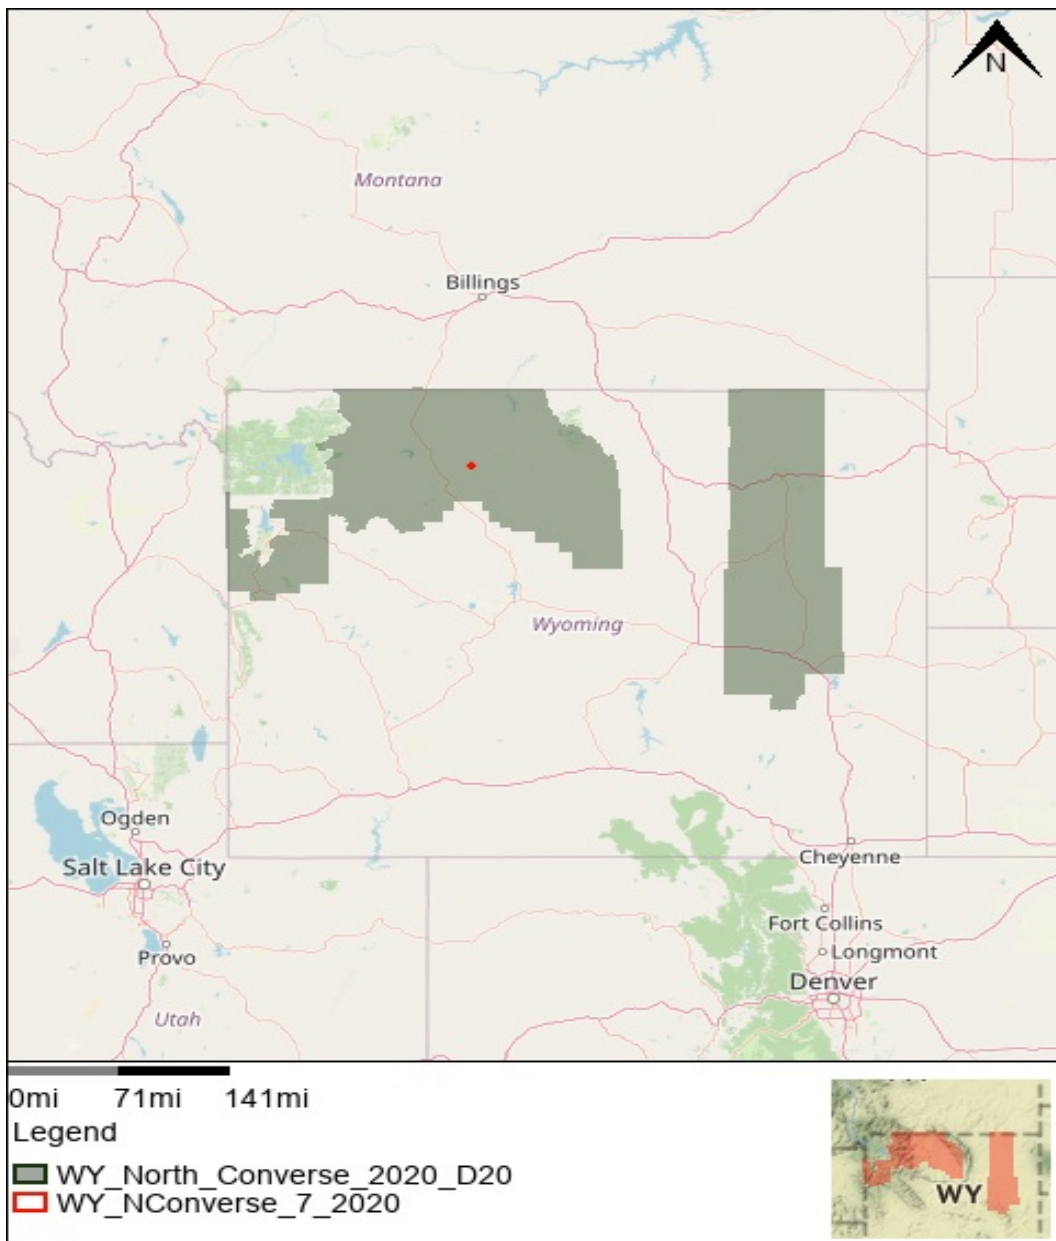 N
Montana
Billings
Wyoming
Ogden
Salt Lake City
Cheyenne
Fort Collins
Provo
Longmont
Denver
Utah
0mi 71mi 141mi
Legend
WY_North_Converse_2020_D20
WY_NConverse_7_2020
WY